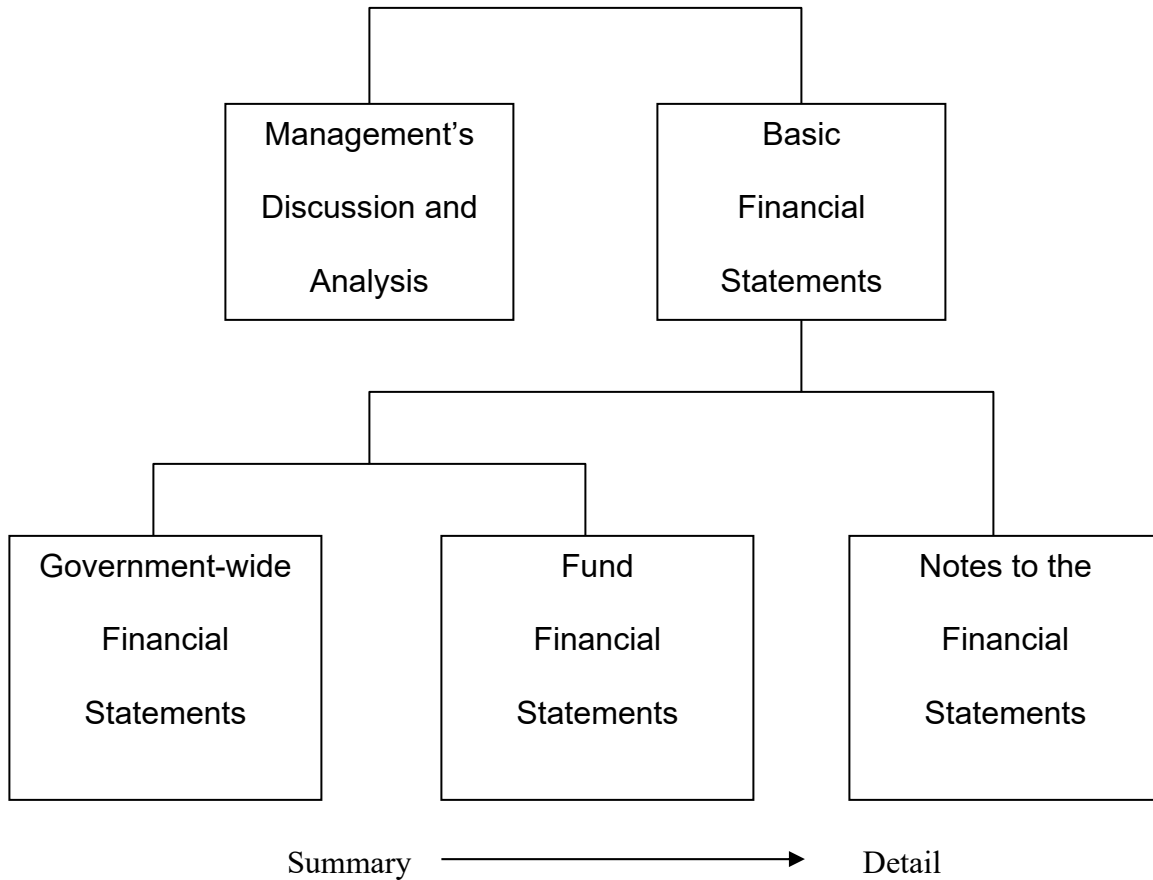 Management’s
Discussion and
Analysis
Basic
Financial
Statements
Government-wide
Financial
Statements
Fund
Financial
Statements
Notes to the
Financial
Statements
Summary
Detail